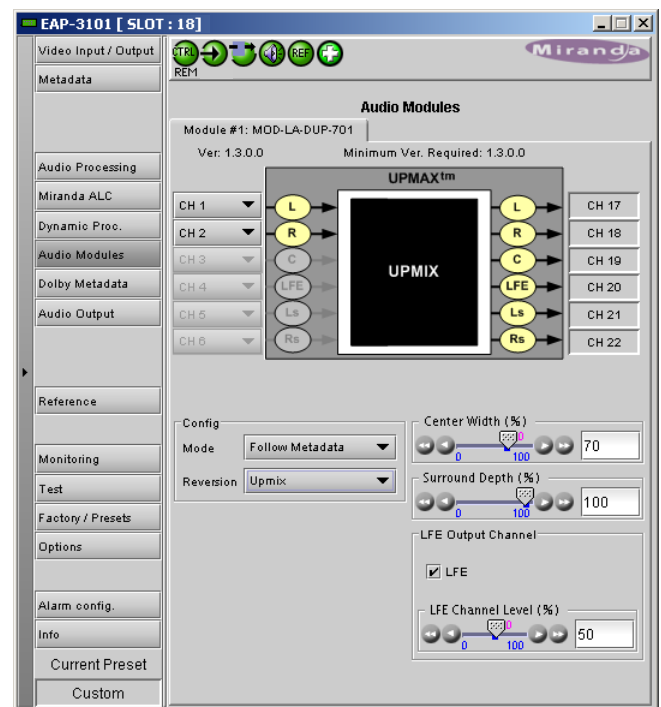 EAP-3101 [ SLOT : 18]
Video Input / Output
Metadata
Audio Processing
Miranda ALC
Dynamic Proc.
Audio Modules
Dolby Metadata
Audio Output
Reference
Monitoring
Test
Factory / Presets
Options
Alarm config.
Info
Current Preset
Custom
CTRL
REF
REM
Miranda
Audio Modules
Module #1: MOD-LA-DUP-701
Ver: 1.3.0.0 Minimum Ver. Required: 1.3.0.0
UPMAXtm
CH 1 L L CH 17
CH 2 R R CH 18
CH 3 C C CH 19
CH 4 LFE LFE CH 20
CH 5 Ls Ls CH 21
CH 6 Rs Rs CH 22
UPMIX
Config
Mode Follow Metadata
Reversion Upmix
Center Width (%)
0 100 70
Surround Depth (%)
0 100 100
LFE Output Channel
LFE
LFE Channel Level (%)
0 100 50